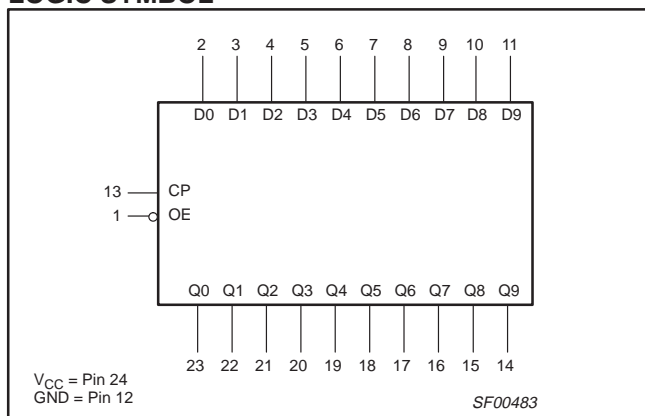 LOGIC SYMBOL
2 3 4 5 6 7 8 9 10 11
D0 D1 D2 D3 D4 D5 D6 D7 D8 D9
13 CP
1 OE
Q0 Q1 Q2 Q3 Q4 Q5 Q6 Q7 Q8 Q9
23 22 21 20 19 18 17 16 15 14
VCC = Pin 24
GND = Pin 12
SF00483